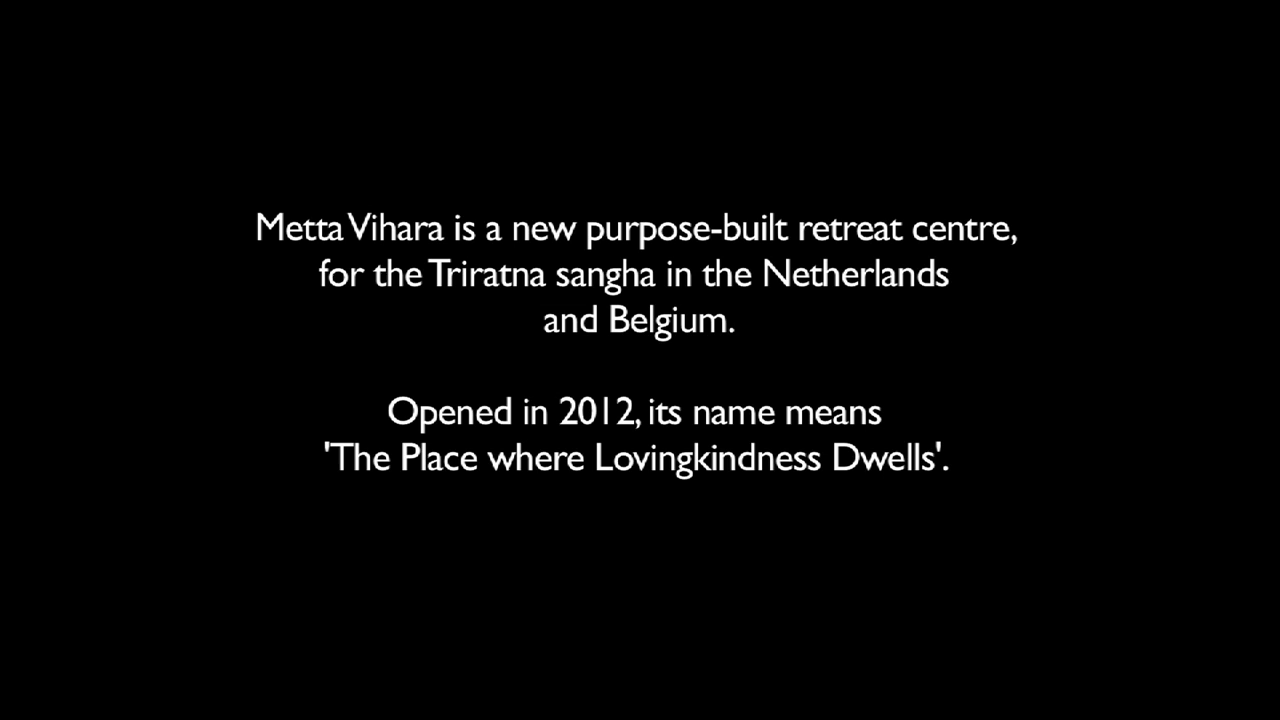 Metta Vihara is a new purpose-built retreat centre,
for the Triratna sangha in the Netherlands
and Belgium.
Opened in 2012, its name means
'The Place where Lovingkindness Dwells'.